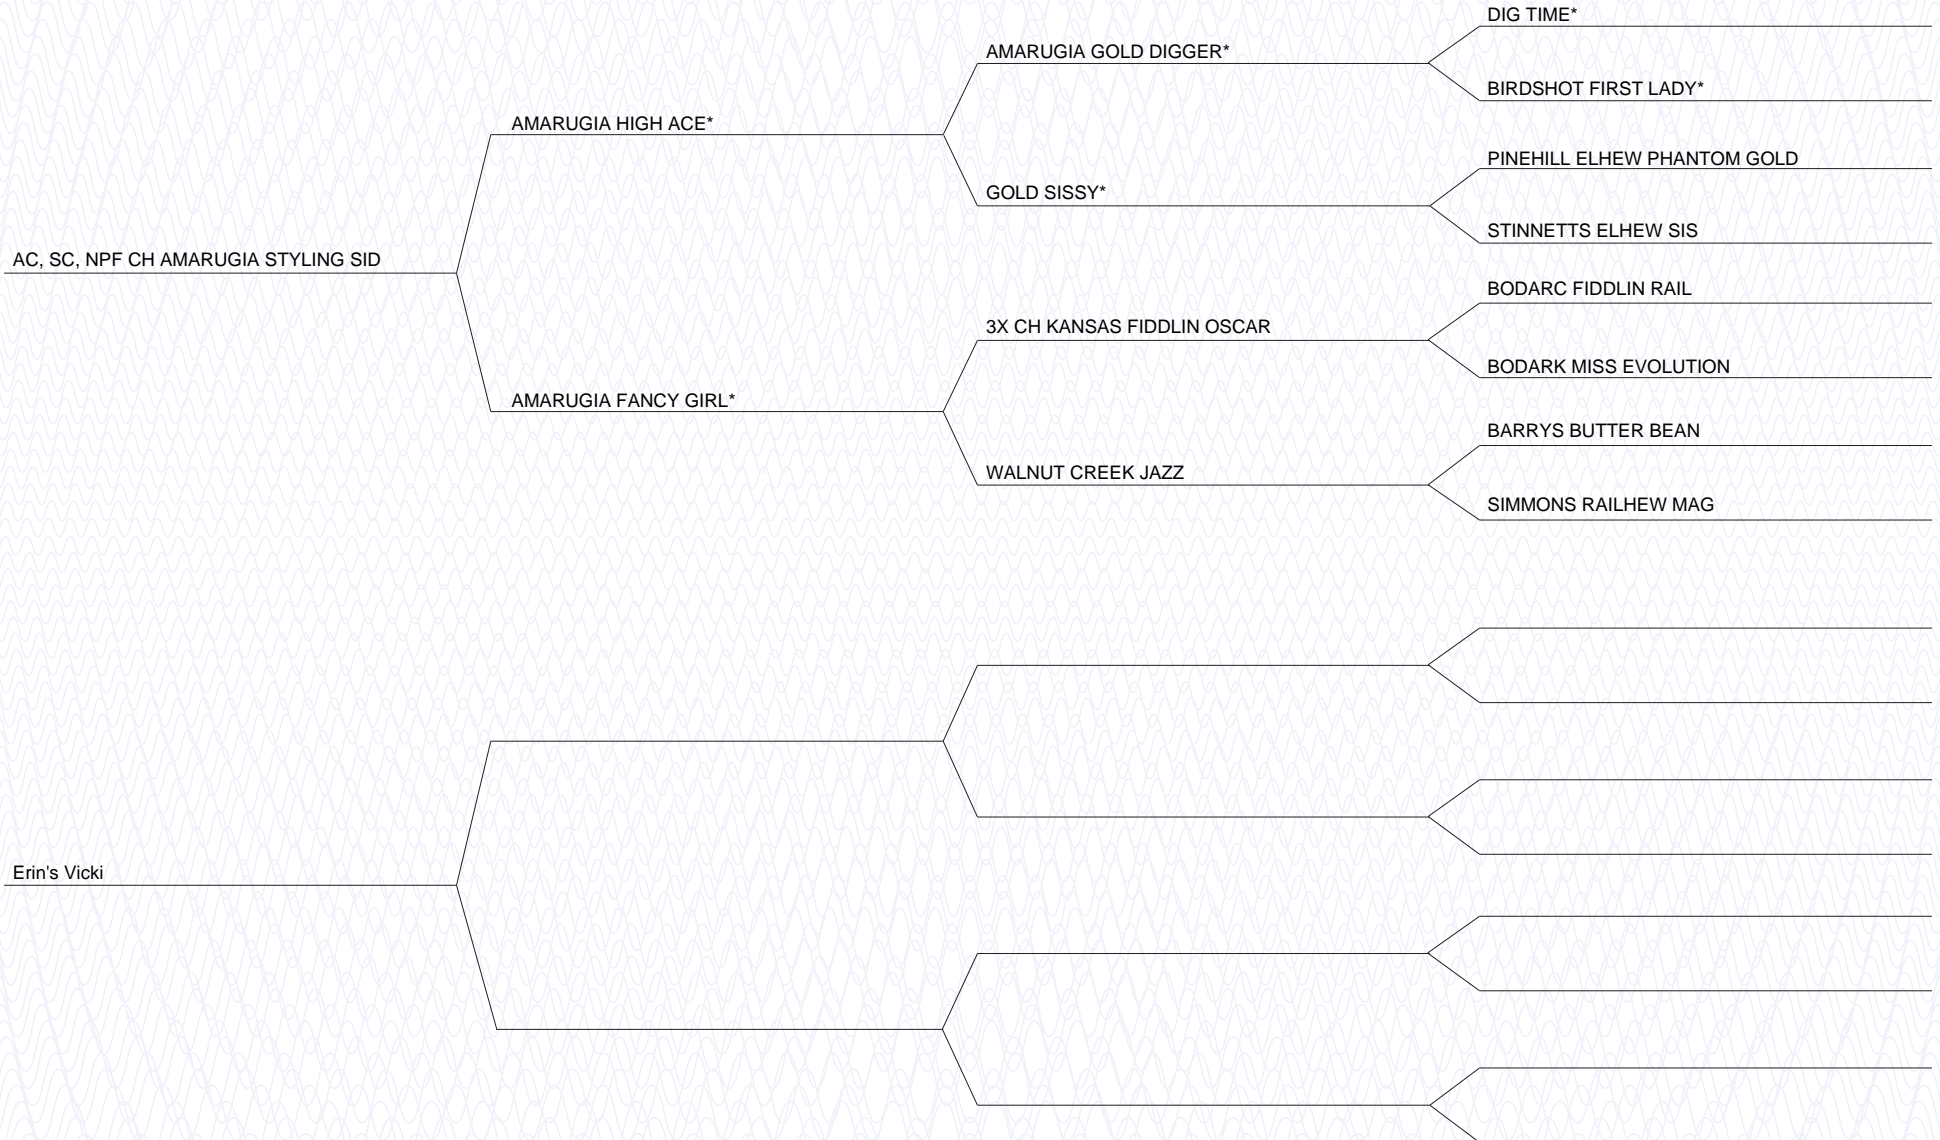 DIG TIME*
AMARUGIA GOLD DIGGER*
BIRDSHOT FIRST LADY*
AMARUGIA HIGH ACE*
PINEHILL ELHEW PHANTOM GOLD
GOLD SISSY*
STINNETTS ELHEW SIS
AC, SC, NPF CH AMARUGIA STYLING SID
BODARC FIDDLIN RAIL
3X CH KANSAS FIDDLIN OSCAR
BODARK MISS EVOLUTION
AMARUGIA FANCY GIRL*
BARRYS BUTTER BEAN
WALNUT CREEK JAZZ
SIMMONS RAILHEW MAG
Erin's Vicki